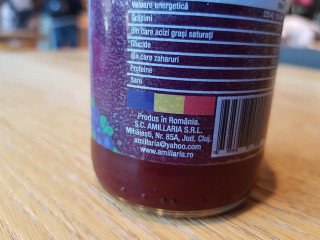 Valoare energetică
Grăsimi
din care acizi grași saturați
Glucide
din care zaharuri
Proteine
Sare
Produs în România.
S.C. AMILLARIA S.R.L.
Mihăiești, Nr. 85A, Jud. Cluj.
amillaria@yahoo.com
www.amillaria.ro